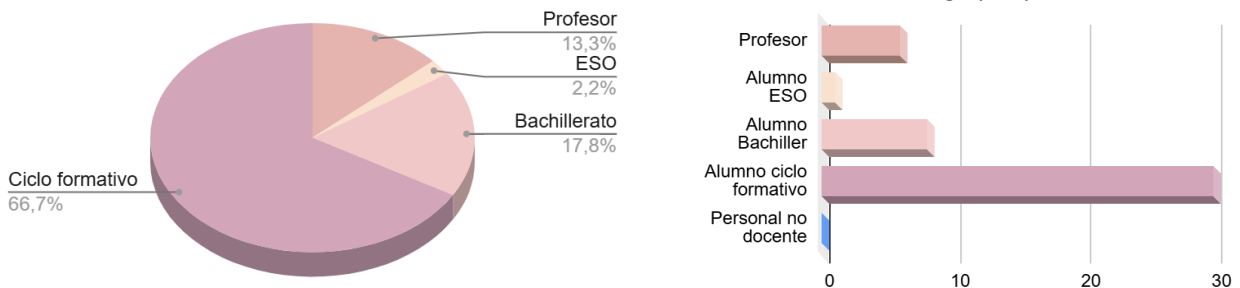 Profesor
13,3%
ESO
2,2%
Bachillerato
17,8%
Ciclo formativo
66,7%
Profesor
Alumno
ESO
Alumno
Bachiller
Alumno ciclo
formativo
Personal no
docente
0
10
20
30